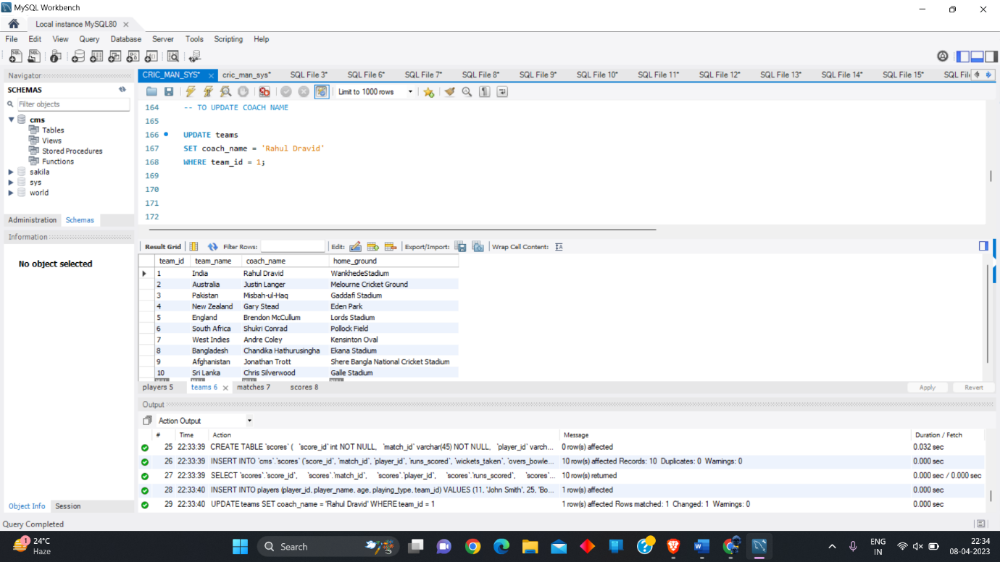 MySQL Workbench
Local instance MySQL80
File Edit View Query Database Server Tools Scripting Help
Navigator
SCHEMAS
Filter objects
cms
Tables
Views
Stored Procedures
Functions
sakila
sys
world
Administration Schemas
Information
No object selected
Object Info Session
CRIC_MAN_SYS* cric_man_sys* SQL File 3* SQL File 6* SQL File 7* SQL File 8* SQL File 9* SQL File 10* SQL File 11* SQL File 12* SQL File 13* SQL File 14* SQL File 15* SQL File
Limit to 1000 rows
164 -- TO UPDATE COACH NAME
165
166 UPDATE teams
167 SET coach_name = 'Rahul Dravid'
168 WHERE team_id = 1;
169
170
171
172
Result Grid Filter Rows: Edit: Export/Import: Wrap Cell Content:
team_id team_name coach_name home_ground
1 India Rahul Dravid WankhedeStadium
2 Australia Justin Langer Melourne Cricket Ground
3 Pakistan Misbah-ul-Haq Gaddafi Stadium
4 New Zealand Gary Stead Eden Park
5 England Brendon McCullum Lords Stadium
6 South Africa Shukri Conrad Pollock Field
7 West Indies Andre Coley Kensinton Oval
8 Bangladesh Chandika Hathurusingha Ekana Stadium
9 Afghanistan Jonathan Trott Shere Bangla National Cricket Stadium
10 Sri Lanka Chris Silverwood Galle Stadium
players 5 teams 6 matches 7 scores 8 Apply Revert
Output
Action Output
# Time Action Message Duration / Fetch
25 22:33:39 CREATE TABLE `scores` ( `score_id` int NOT NULL, `match_id` varchar(45) NOT NULL, `player_id` varch... 0 row(s) affected 0.032 sec
26 22:33:39 INSERT INTO `cms`.`scores` (`score_id`, `match_id`, `player_id`, `runs_scored`, `wickets_taken`, `overs_bowle... 10 row(s) affected Records: 10 Duplicates: 0 Warnings: 0 0.000 sec
27 22:33:39 SELECT `scores`.`score_id`, `scores`.`match_id`, `scores`.`player_id`, `scores`.`runs_scored`, `scores`... 10 row(s) returned 0.000 sec / 0.000 sec
28 22:33:40 INSERT INTO players (player_id, player_name, age, playing_type, team_id) VALUES (11, 'John Smith', 25, 'Bo... 1 row(s) affected 0.000 sec
29 22:33:40 UPDATE teams SET coach_name = 'Rahul Dravid' WHERE team_id = 1 1 row(s) affected Rows matched: 1 Changed: 1 Warnings: 0 0.000 sec
Query Completed
1 24°C
Haze
Search
ENG
IN
22:34
08-04-2023